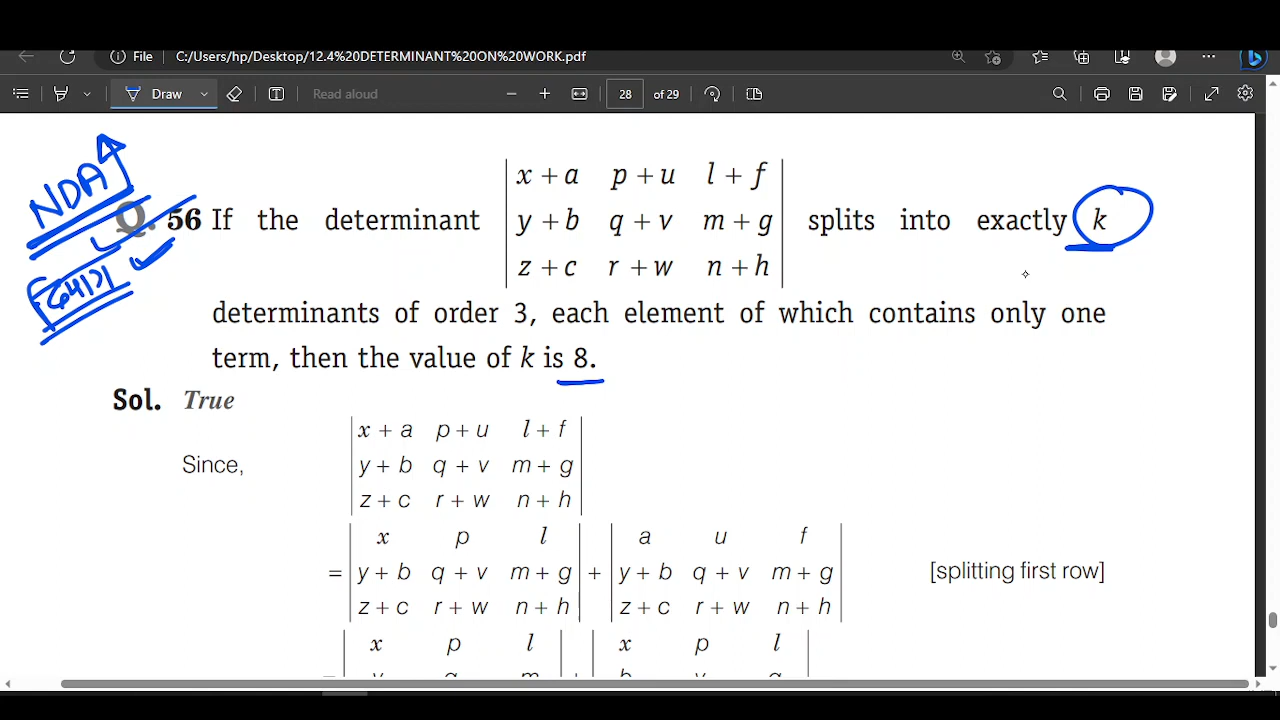 File C:/Users/hp/Desktop/12.4%20DETERMINANT%20ON%20WORK.pdf
Draw Read aloud 28 of 29
NDA
Q. 56 If the determinant | x + a p + u l + f | splits into exactly k
| y + b q + v m + g |
| z + c r + w n + h |
determinants of order 3, each element of which contains only one
term, then the value of k is 8.
Sol. True
Since, | x + a p + u l + f |
| y + b q + v m + g |
| z + c r + w n + h |
= | x p l | + | a u f | [splitting first row]
| y + b q + v m + g | | y + b q + v m + g |
| z + c r + w n + h | | z + c r + w n + h |
| x p l | | x p l |